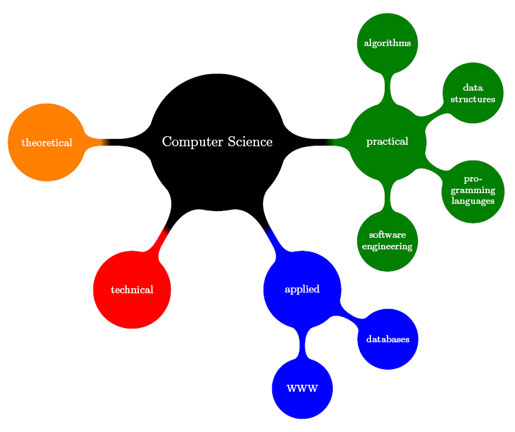 algorithms
data
structures
theoretical
Computer Science
practical
pro-
gramming
languages
software
engineering
technical
applied
databases
WWW